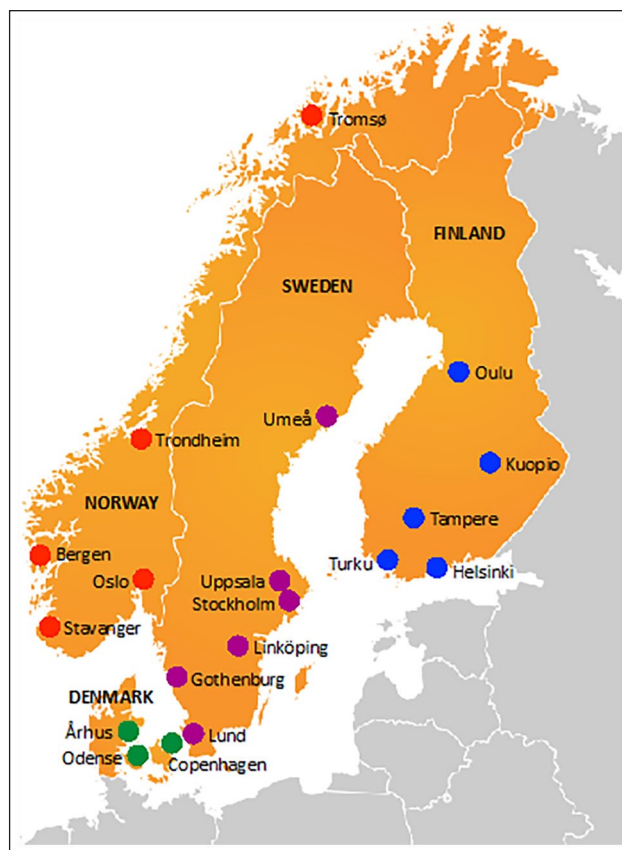 Tromsø
FINLAND
SWEDEN
Oulu
Umeå
Trondheim
Kuopio
NORWAY
Tampere
Bergen
Turku
Helsinki
Oslo
Uppsala
Stockholm
Stavanger
Linköping
Gothenburg
DENMARK
Århus
Lund
Odense
Copenhagen